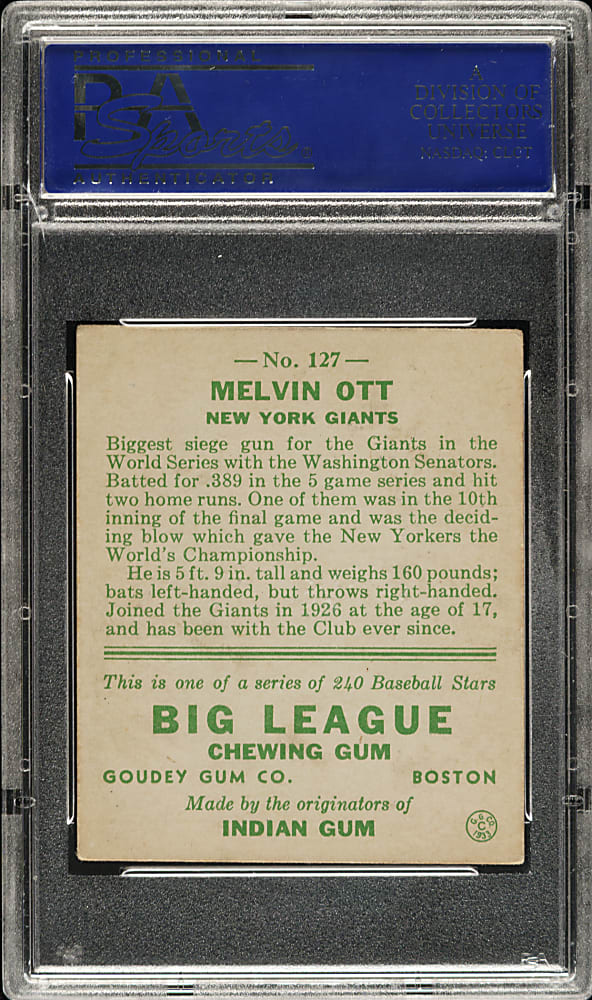 PROFESSIONAL
PSA
Sports
AUTHENTICATOR
A
DIVISION OF
COLLECTORS
UNIVERSE
NASDAQ: CLCT
— No. 127 —
MELVIN OTT
NEW YORK GIANTS
Biggest siege gun for the Giants in the
World Series with the Washington Senators.
Batted for .389 in the 5 game series and hit
two home runs. One of them was in the 10th
inning of the final game and was the decid-
ing blow which gave the New Yorkers the
World's Championship.
He is 5 ft. 9 in. tall and weighs 160 pounds;
bats left-handed, but throws right-handed.
Joined the Giants in 1926 at the age of 17,
and has been with the Club ever since.
This is one of a series of 240 Baseball Stars
BIG LEAGUE
CHEWING GUM
GOUDEY GUM CO. BOSTON
Made by the originators of
INDIAN GUM
G. G. CO.
C
1933
PSA